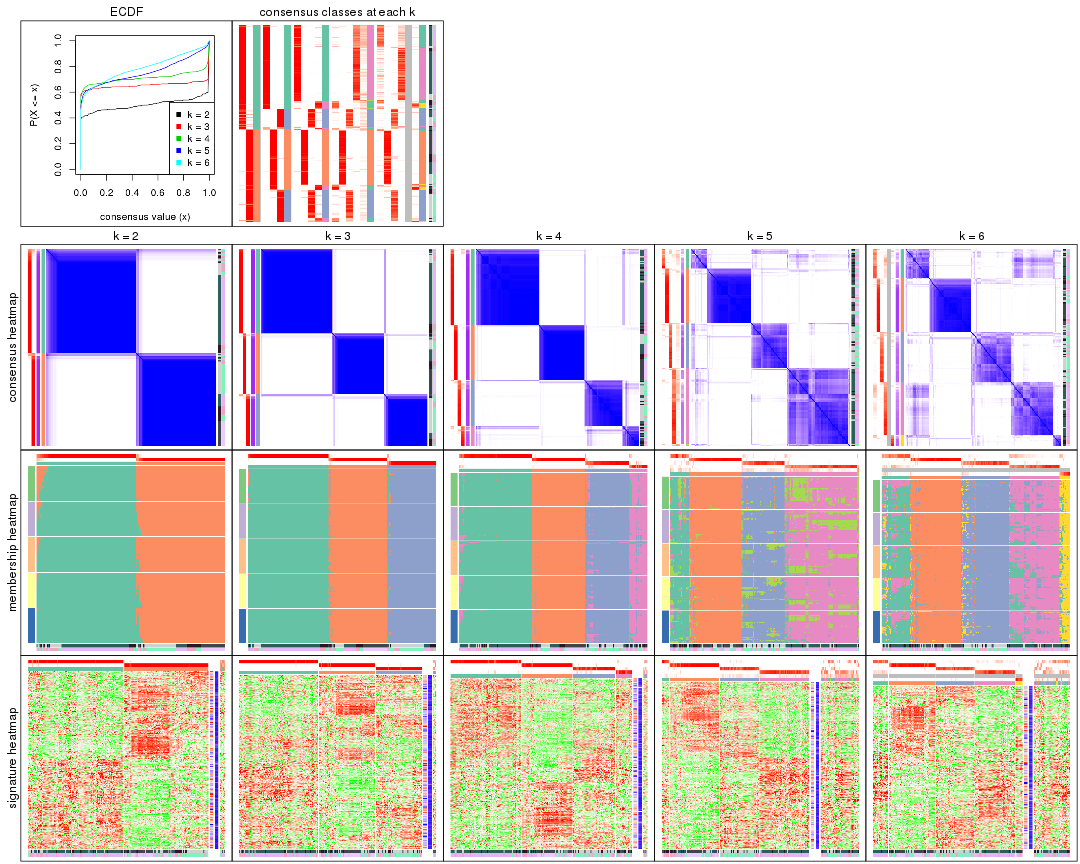 ECDF
consensus classes at each k
P(X <= x)
1.0
0.8
0.6
0.4
0.2
0.0
k = 2
k = 3
k = 4
k = 5
k = 6
0.0 0.2 0.4 0.6 0.8 1.0
consensus value (x)
k = 2 k = 3 k = 4 k = 5 k = 6
consensus heatmap
membership heatmap
signature heatmap